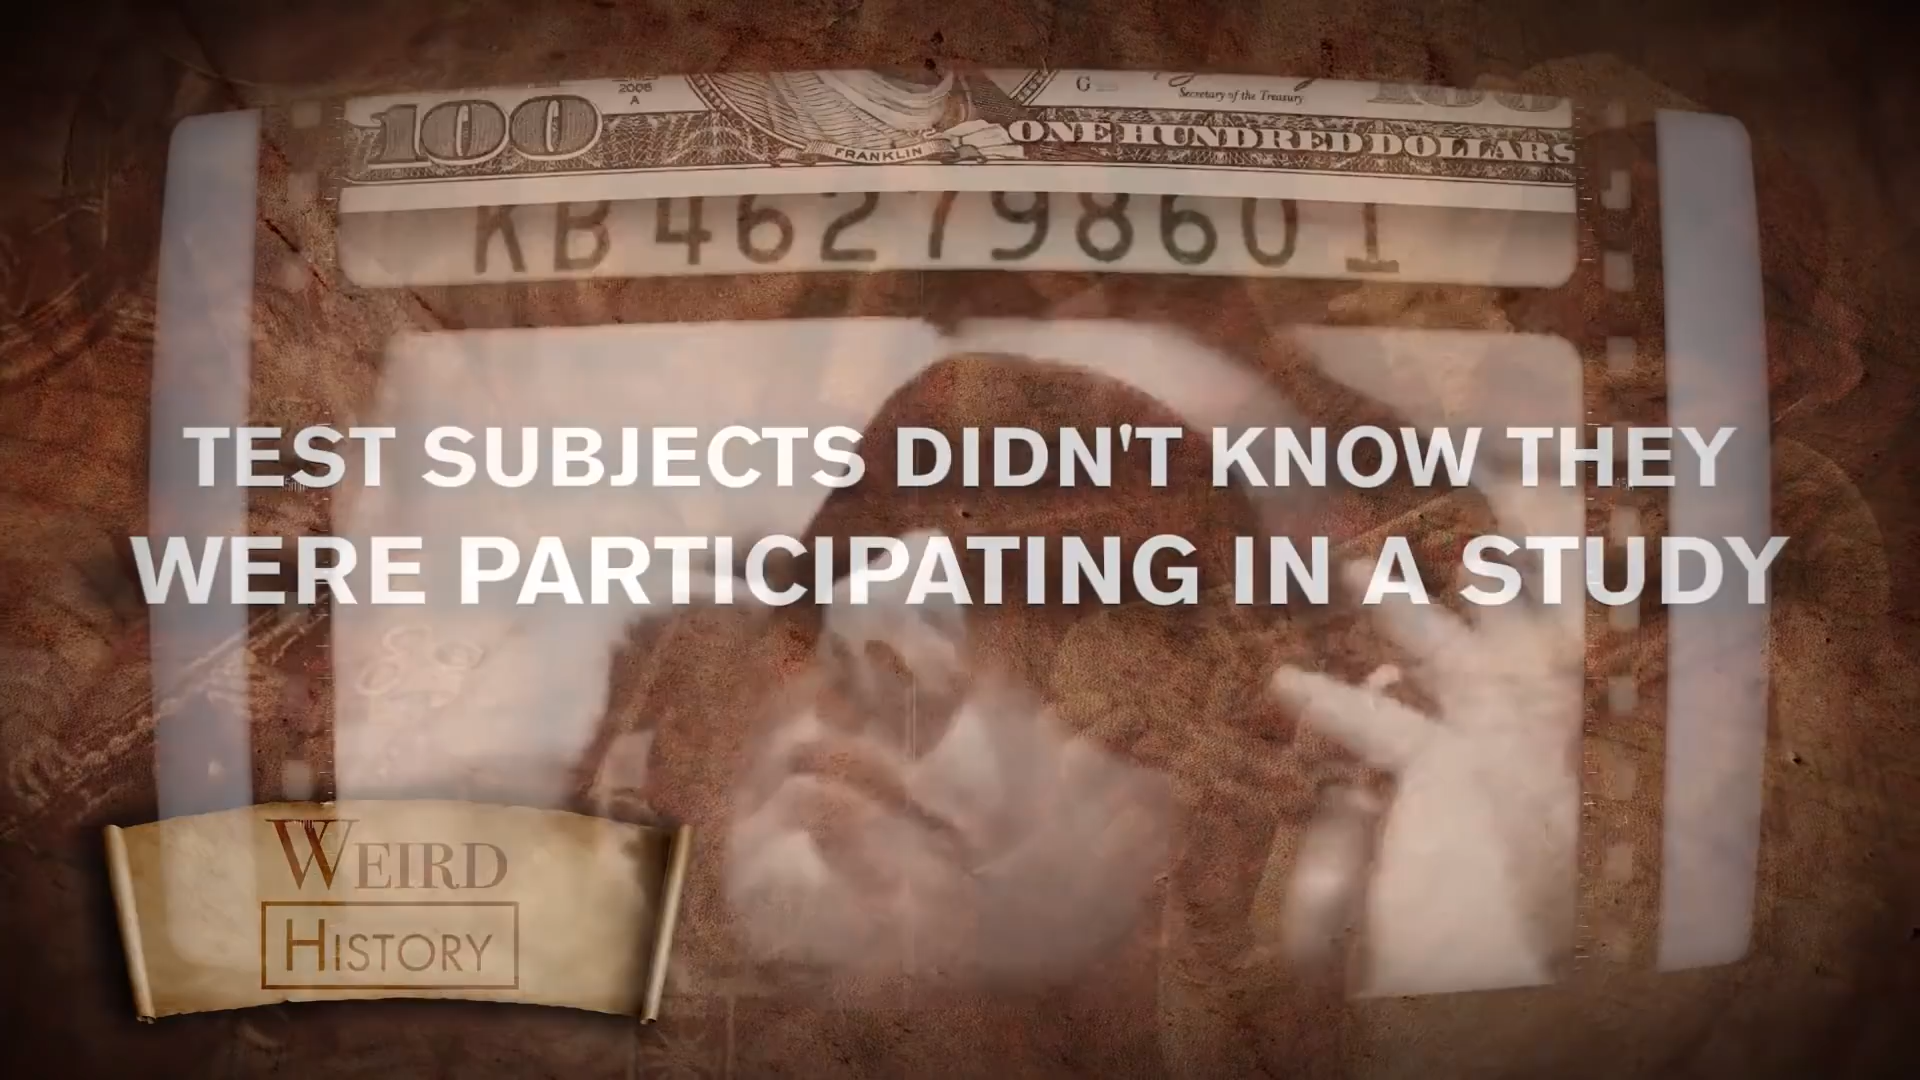 100
2006
A
FRANKLIN
G
Secretary of the Treasury
100
ONE HUNDRED DOLLARS
KB 46279860 I
TEST SUBJECTS DIDN'T KNOW THEY
WERE PARTICIPATING IN A STUDY
WEIRD
HISTORY